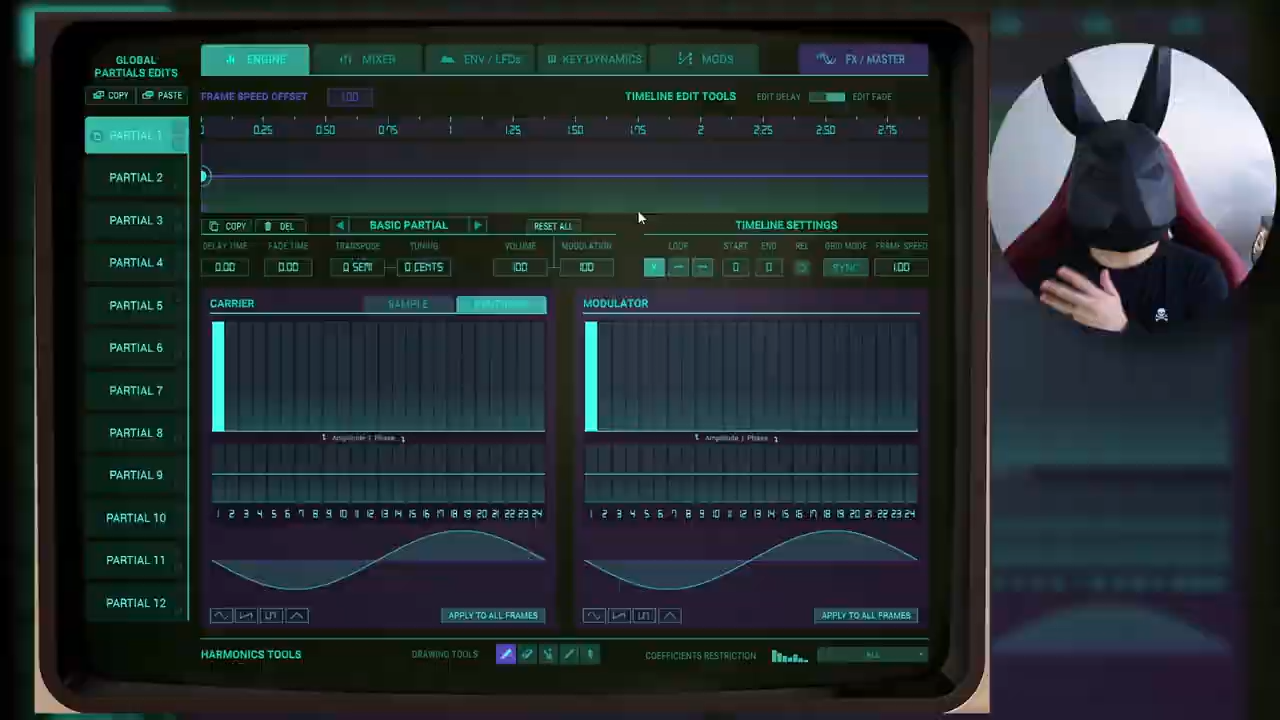 GLOBAL
PARTIALS EDITS
COPY PASTE
PARTIAL 1
PARTIAL 2
PARTIAL 3
PARTIAL 4
PARTIAL 5
PARTIAL 6
PARTIAL 7
PARTIAL 8
PARTIAL 9
PARTIAL 10
PARTIAL 11
PARTIAL 12
ENGINE MIXER ENV / LFOs KEY DYNAMICS MODS FX / MASTER
FRAME SPEED OFFSET 1.00 TIMELINE EDIT TOOLS EDIT DELAY EDIT FADE
0.25 0.50 0.75 1 1.25 1.50 1.75 2 2.25 2.50 2.75
COPY DEL BASIC PARTIAL RESET ALL TIMELINE SETTINGS
DELAY TIME FADE TIME TRANSPOSE TUNING VOLUME MODULATION LOOP START END REL GRID MODE FRAME SPEED
0.00 0.00 0 SEMI 0 CENTS 100 100 0 0 SYNC 1.00
CARRIER SAMPLE MODULATOR
Amplitude | Phase Amplitude | Phase
1 2 3 4 5 6 7 8 9 10 11 12 13 14 15 16 17 18 19 20 21 22 23 24 1 2 3 4 5 6 7 8 9 10 11 12 13 14 15 16 17 18 19 20 21 22 23 24
APPLY TO ALL FRAMES APPLY TO ALL FRAMES
HARMONICS TOOLS DRAWING TOOLS COEFFICIENTS RESTRICTION ALL